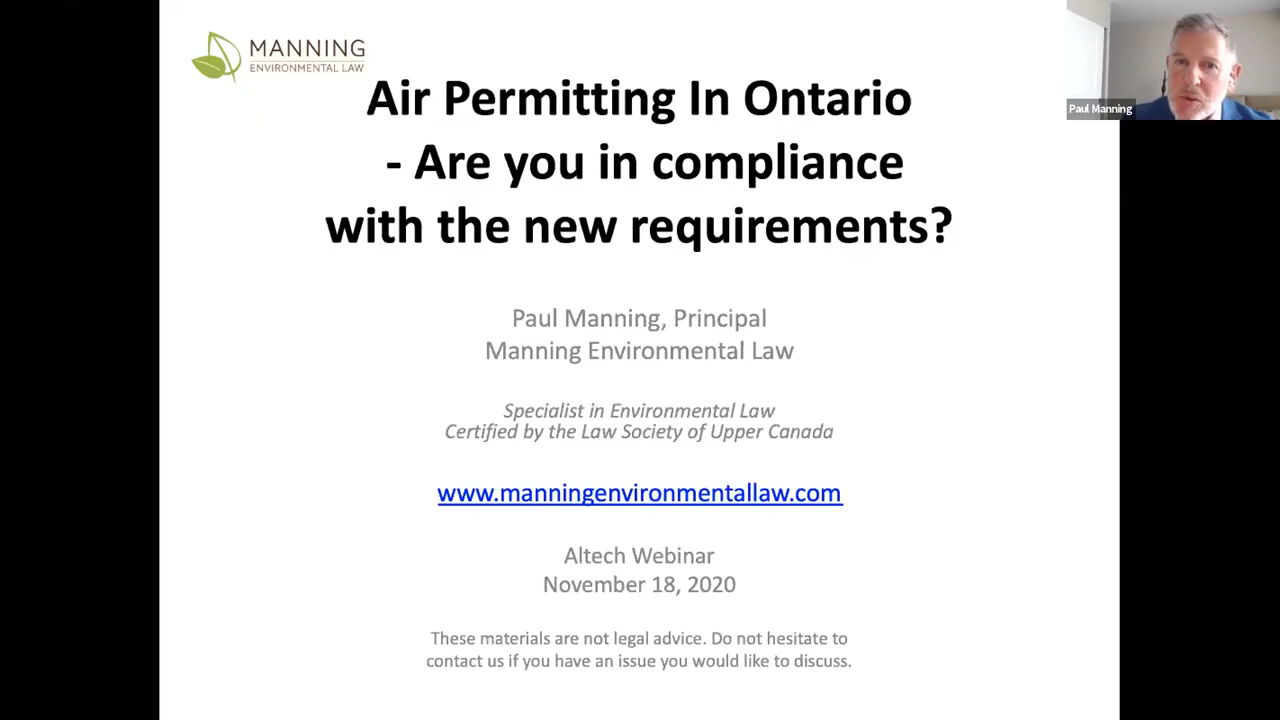 MANNING
ENVIRONMENTAL LAW
Air Permitting In Ontario
- Are you in compliance
with the new requirements?
Paul Manning
Paul Manning, Principal
Manning Environmental Law
Specialist in Environmental Law
Certified by the Law Society of Upper Canada
www.manningenvironmentallaw.com
Altech Webinar
November 18, 2020
These materials are not legal advice. Do not hesitate to
contact us if you have an issue you would like to discuss.